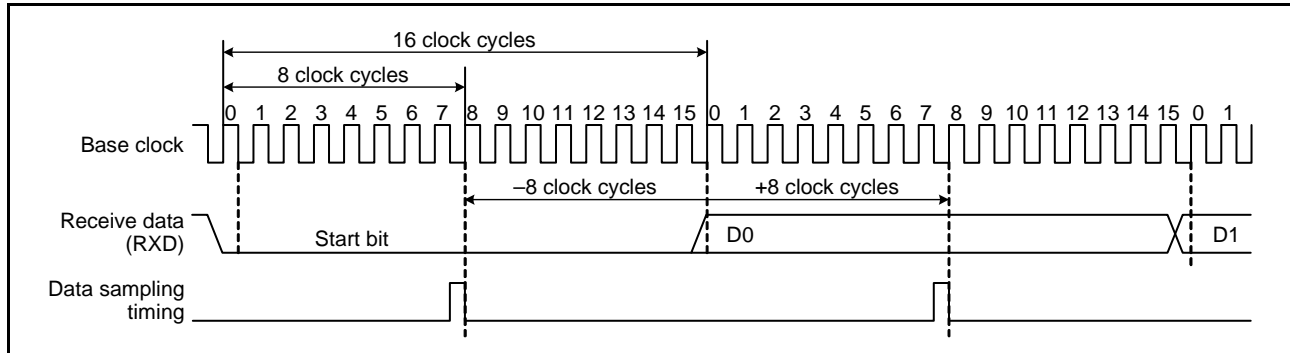 16 clock cycles
8 clock cycles
0 1 2 3 4 5 6 7 8 9 10 11 12 13 14 15 0 1 2 3 4 5 6 7 8 9 10 11 12 13 14 15 0 1
Base clock
–8 clock cycles +8 clock cycles
Receive data
(RXD)
Start bit D0 D1
Data sampling
timing